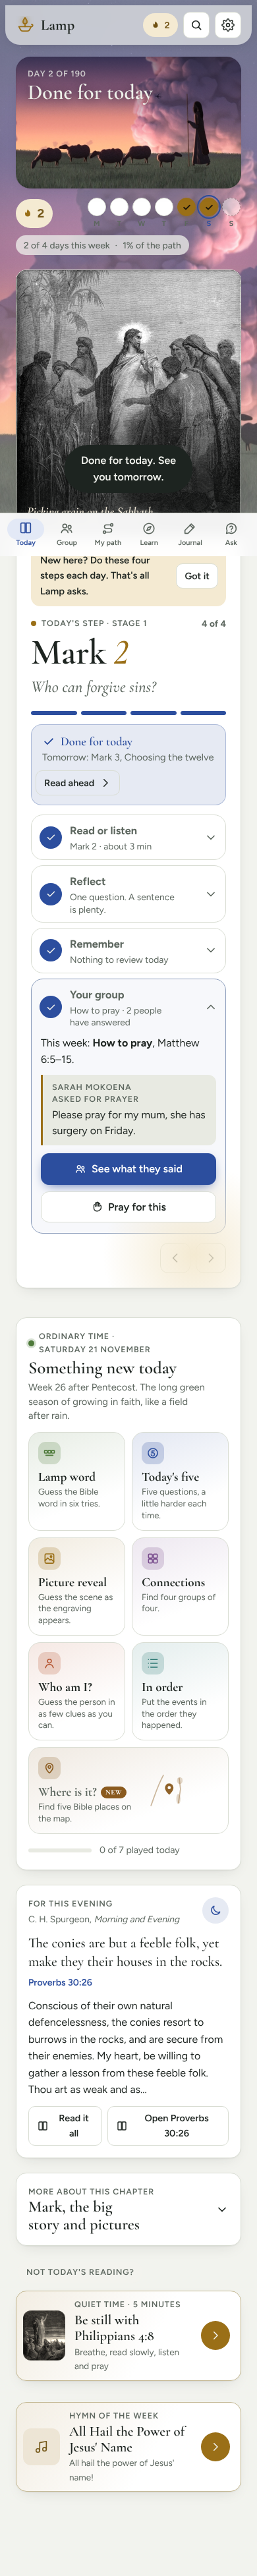 Lamp
2
DAY 2 OF 190
Done for today
2
S
S
2 of 4 days this week · 1% of the path
Done for today. See
you tomorrow.
Picking grain on the Sabbath
Today
Group
My path
Learn
Journal
Ask
New here? Do these four
steps each day. That's all
Lamp asks.
Got it
TODAY'S STEP · STAGE 1
4 of 4
Mark 2
Who can forgive sins?
Done for today
Tomorrow: Mark 3, Choosing the twelve
Read ahead
Read or listen
Mark 2 · about 3 min
Reflect
One question. A sentence
is plenty.
Remember
Nothing to review today
Your group
How to pray · 2 people
have answered
This week: How to pray, Matthew
6:5–15.
SARAH MOKOENA
ASKED FOR PRAYER
Please pray for my mum, she has
surgery on Friday.
See what they said
Pray for this
ORDINARY TIME ·
SATURDAY 21 NOVEMBER
Something new today
Week 26 after Pentecost. The long green
season of growing in faith, like a field
after rain.
Lamp word
Guess the Bible
word in six tries.
Today's five
Five questions, a
little harder each
time.
Picture reveal
Guess the scene as
the engraving
appears.
Connections
Find four groups of
four.
Who am I?
Guess the person in
as few clues as you
can.
In order
Put the events in
the order they
happened.
Where is it? NEW
Find five Bible places on
the map.
0 of 7 played today
FOR THIS EVENING
C. H. Spurgeon, Morning and Evening
The conies are but a feeble folk, yet
make they their houses in the rocks.
Proverbs 30:26
Conscious of their own natural
defencelessness, the conies resort to
burrows in the rocks, and are secure from
their enemies. My heart, be willing to
gather a lesson from these feeble folk.
Thou art as weak and as…
Read it
all
Open Proverbs
30:26
MORE ABOUT THIS CHAPTER
Mark, the big
story and pictures
NOT TODAY'S READING?
QUIET TIME · 5 MINUTES
Be still with
Philippians 4:8
Breathe, read slowly, listen
and pray
HYMN OF THE WEEK
All Hail the Power of
Jesus' Name
All hail the power of Jesus'
name!